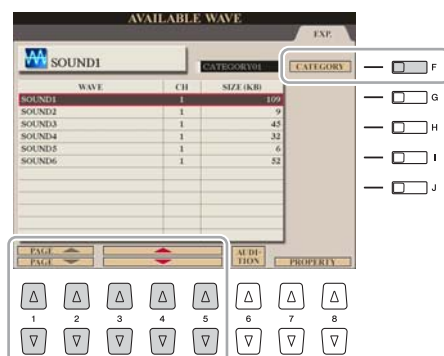 AVAILABLE WAVE
EXP.
SOUND1
CATEGORY01
CATEGORY
WAVE CH SIZE (KB)
SOUND1 1 109
SOUND2 1 9
SOUND3 1 45
SOUND4 1 32
SOUND5 1 6
SOUND6 1 52
PAGE
PAGE
AUDI-
TION
PROPERTY
F
G
H
I
J
1 2 3 4 5 6 7 8